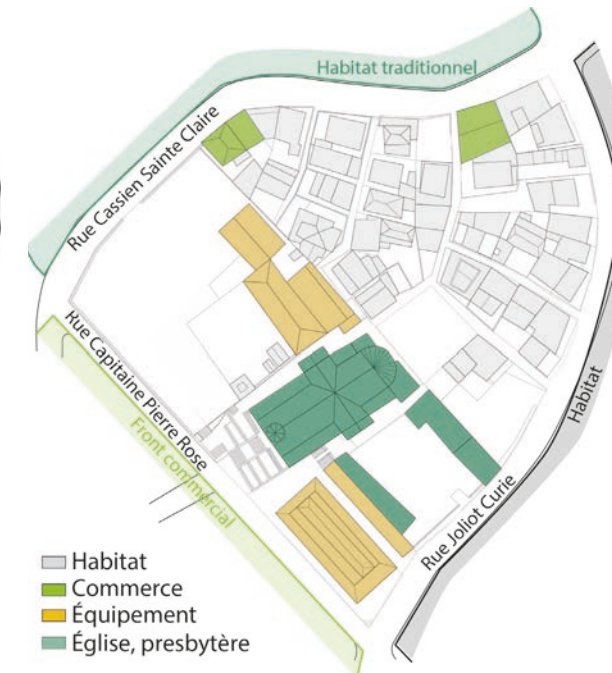 Habitat traditionnel
Rue Cassien Sainte Claire
Rue Capitaine Pierre Rose
Front commercial
Habitat
Rue Joliot Curie
Habitat
Commerce
Équipement
Église, presbytère